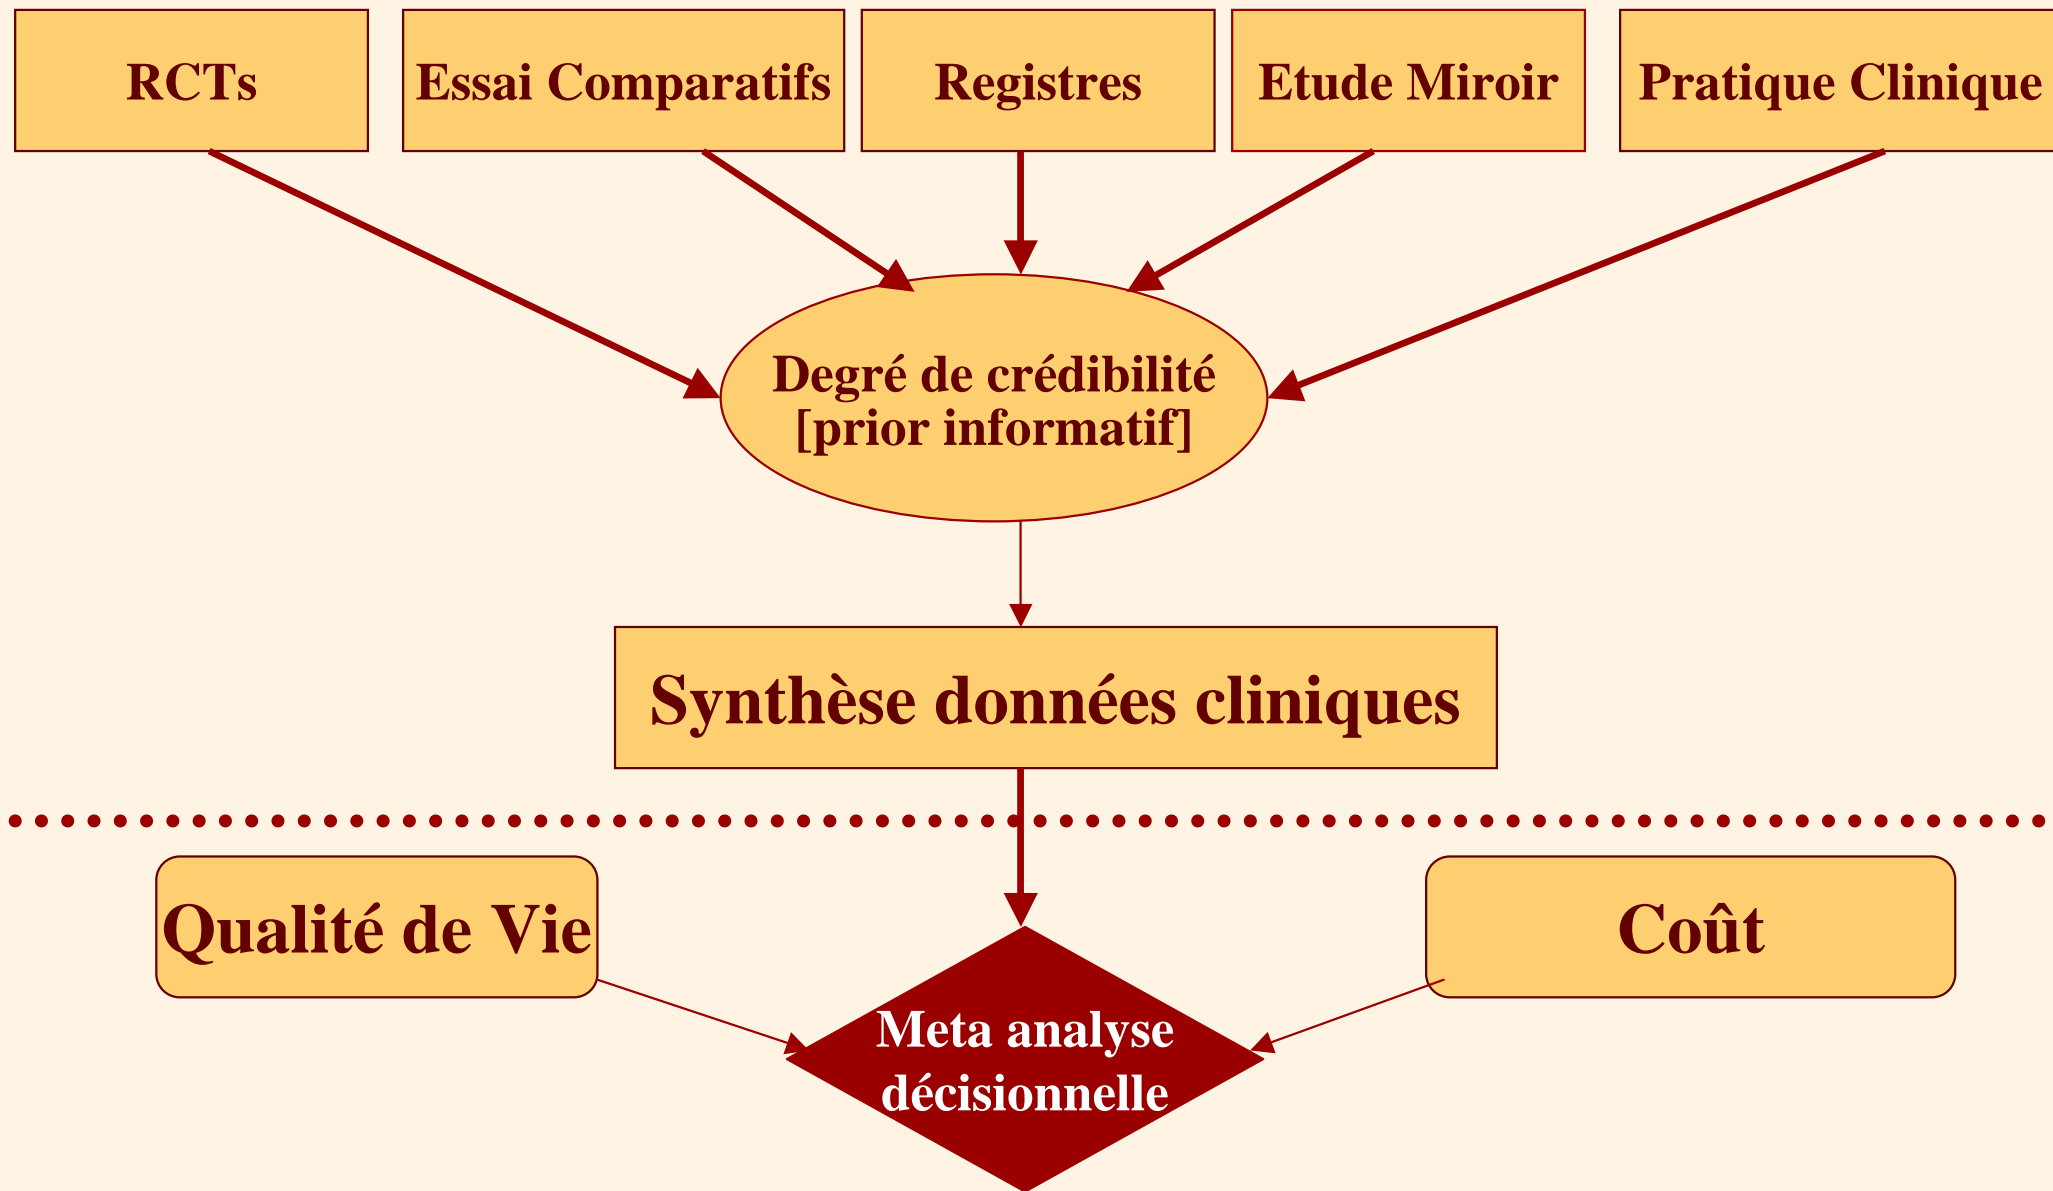 RCTs
Essai Comparatifs
Registres
Etude Miroir
Pratique Clinique
Degré de crédibilité
[prior informatif]
Synthèse données cliniques
Qualité de Vie
Coût
Meta analyse
décisionnelle